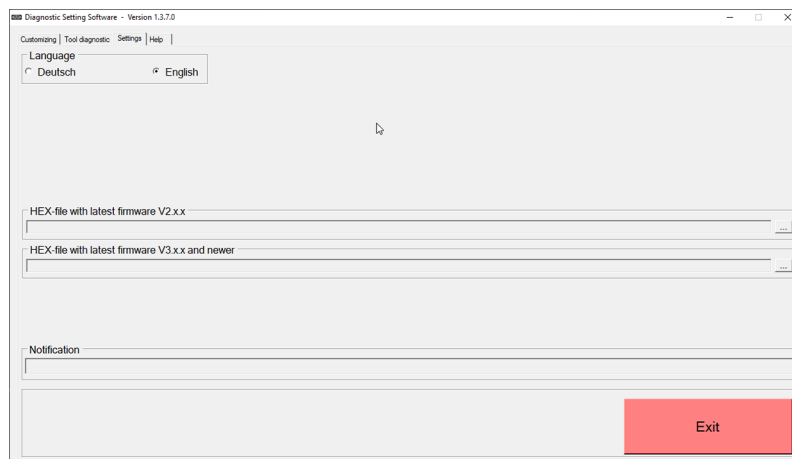 Diagnostic Setting Software - Version 1.3.7.0
Customizing Tool diagnostic Settings Help
Language
Deutsch English
HEX-file with latest firmware V2.x.x
...
HEX-file with latest firmware V3.x.x and newer
...
Notification
Exit